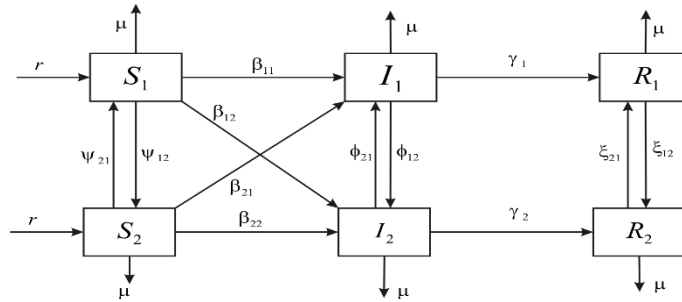 μ μ μ
r S₁ β₁₁ I₁ γ₁ R₁
β₁₂
ψ₂₁ ψ₁₂ ϕ₂₁ ϕ₁₂ ξ₂₁ ξ₁₂
β₂₁
r S₂ β₂₂ I₂ γ₂ R₂
μ μ μ